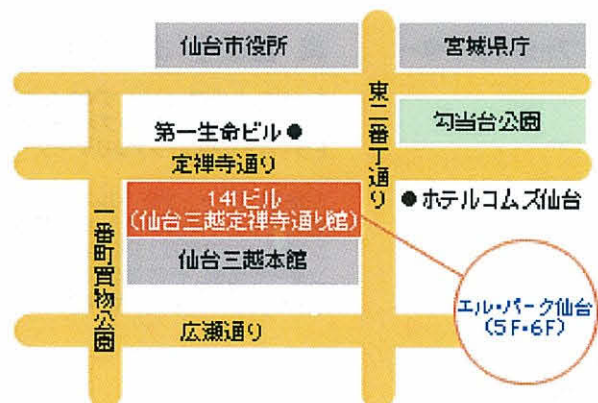 仙台市役所
宮城県庁
東二番丁通り
勾当台公園
第一生命ビル●
定禅寺通り
141ビル
(仙台三越定禅寺通り館)
●ホテルコムズ仙台
一番町買物公園
仙台三越本館
エル・パーク仙台
(5F・6F)
広瀬通り